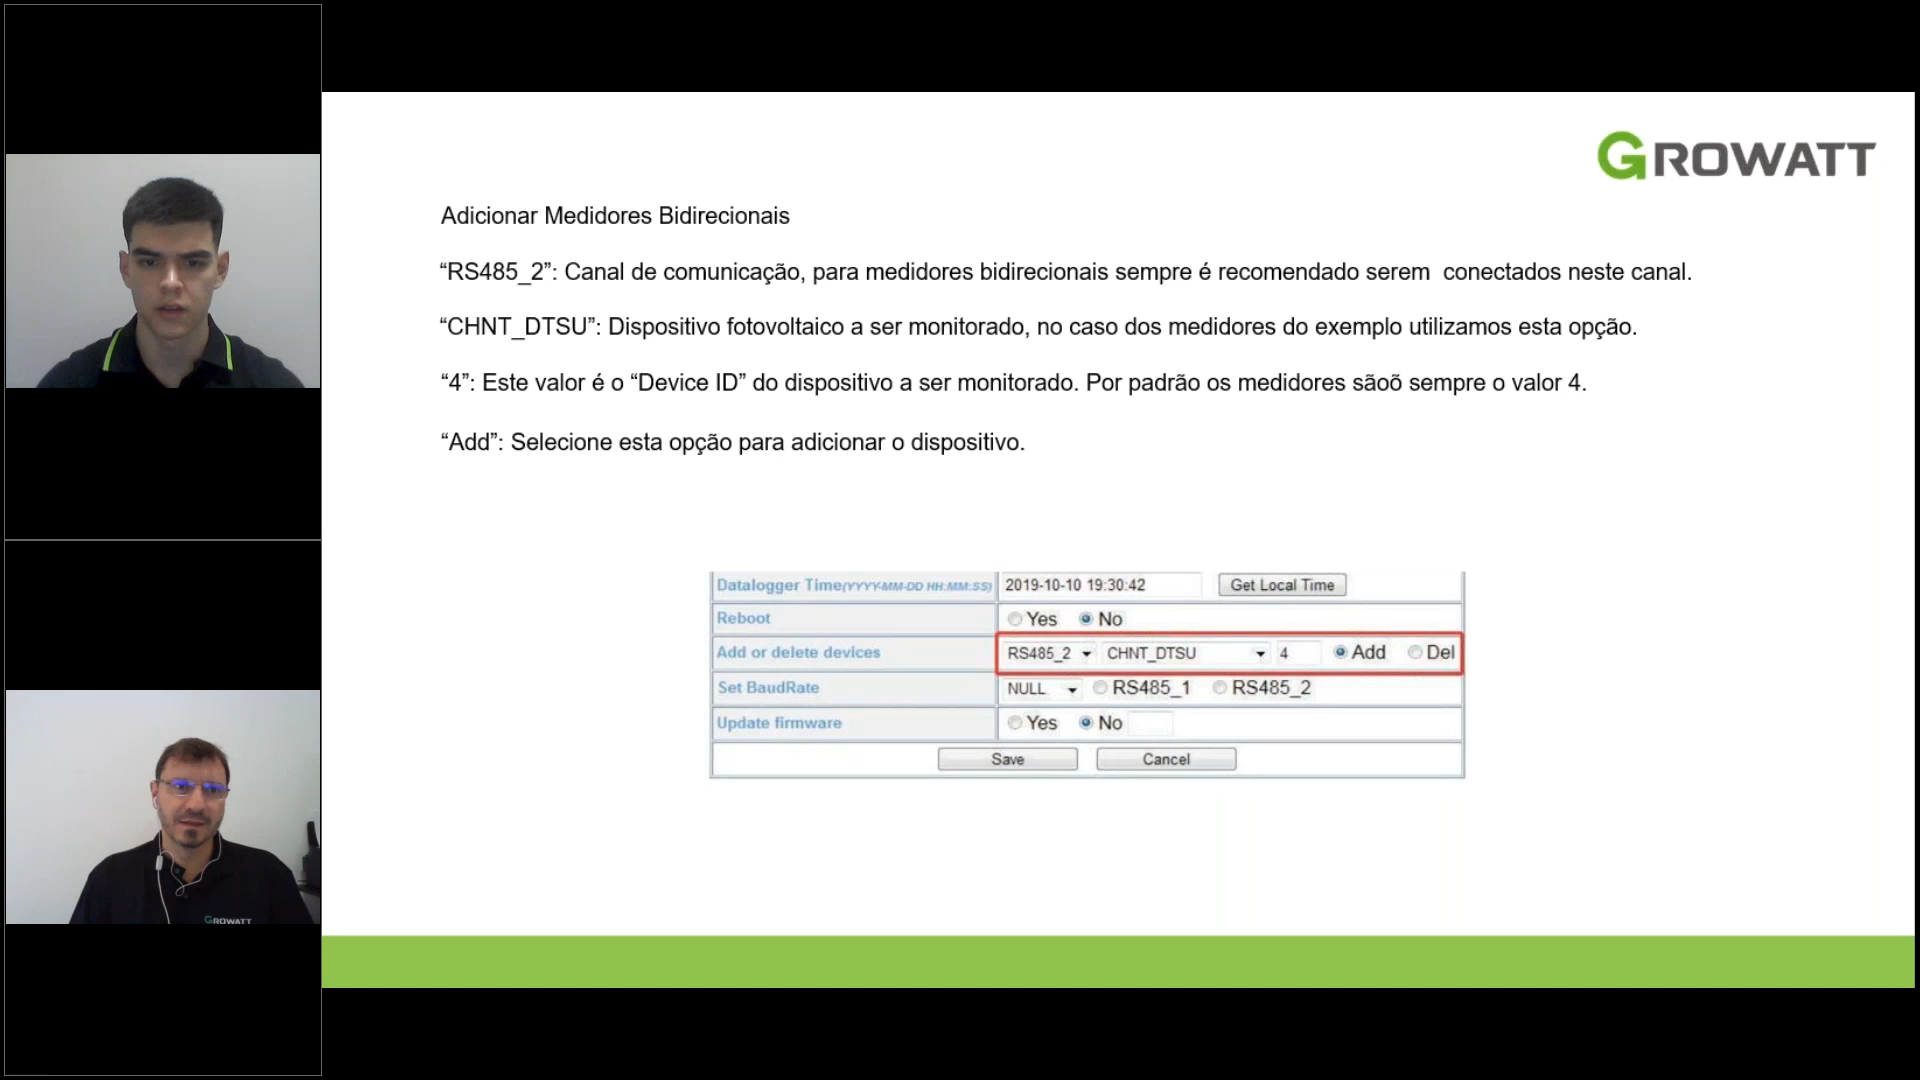 GROWATT
Adicionar Medidores Bidirecionais
“RS485_2”: Canal de comunicação, para medidores bidirecionais sempre é recomendado serem  conectados neste canal.
“CHNT_DTSU”: Dispositivo fotovoltaico a ser monitorado, no caso dos medidores do exemplo utilizamos esta opção.
“4”: Este valor é o “Device ID” do dispositivo a ser monitorado. Por padrão os medidores sãoõ sempre o valor 4.
“Add”: Selecione esta opção para adicionar o dispositivo.
Datalogger Time(YYYY-MM-DD HH:MM:SS) 2019-10-10 19:30:42 Get Local Time
Reboot Yes No
Add or delete devices RS485_2 CHNT_DTSU 4 Add Del
Set BaudRate NULL RS485_1 RS485_2
Update firmware Yes No
Save Cancel
GROWATT